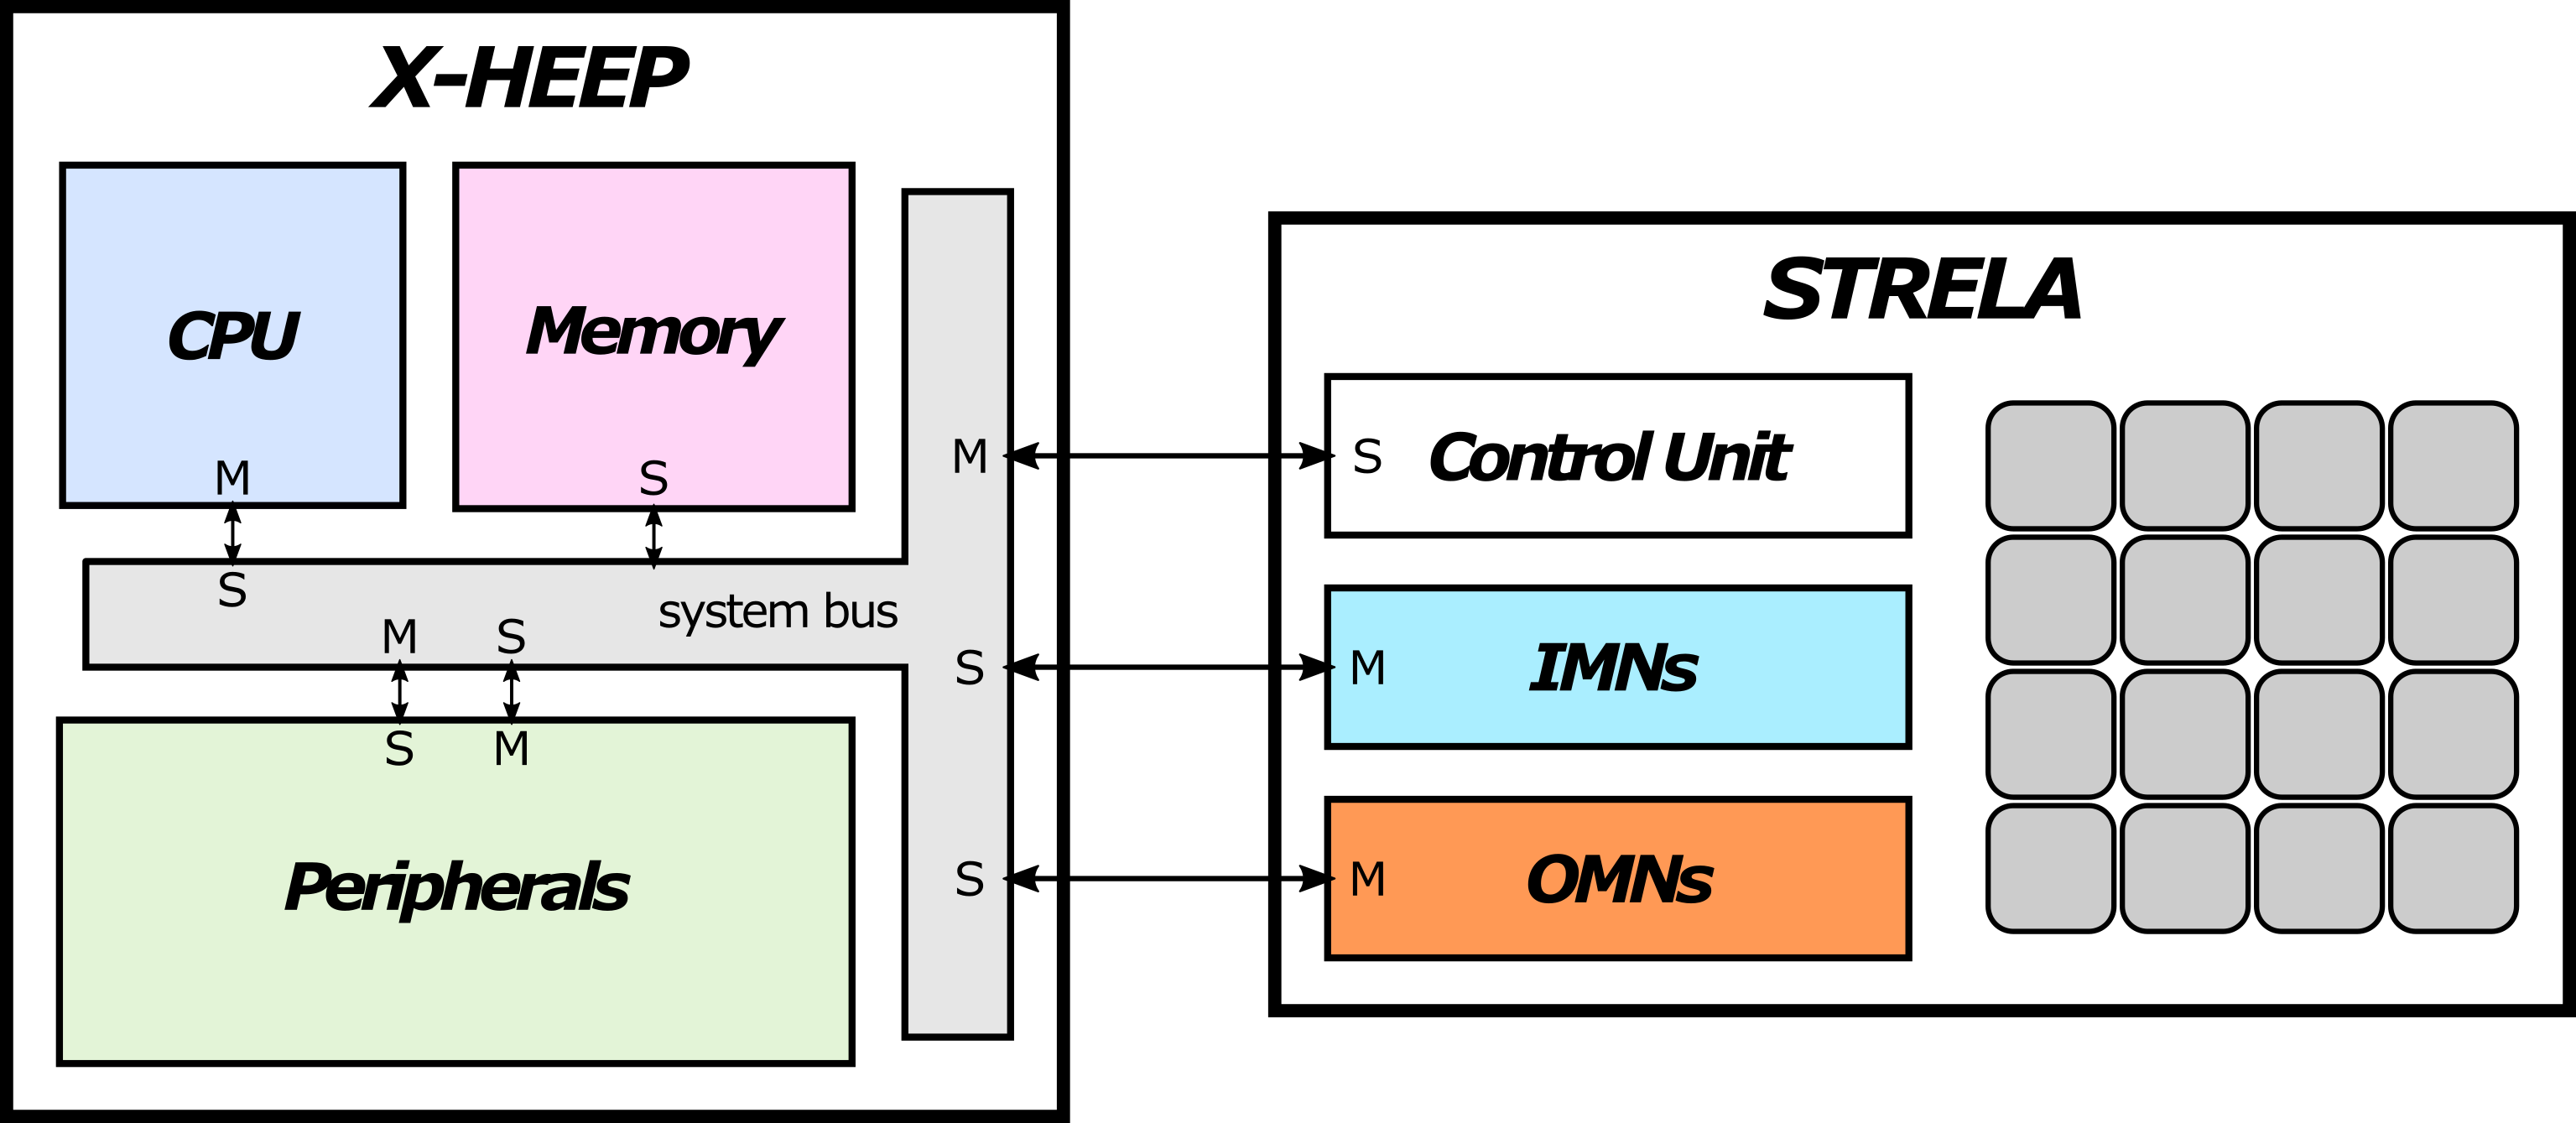 X-HEEP
CPU
Memory
M
S
S
system bus
M
S
S
M
Peripherals
M
S
S
STRELA
S
Control Unit
M
IMNs
M
OMNs